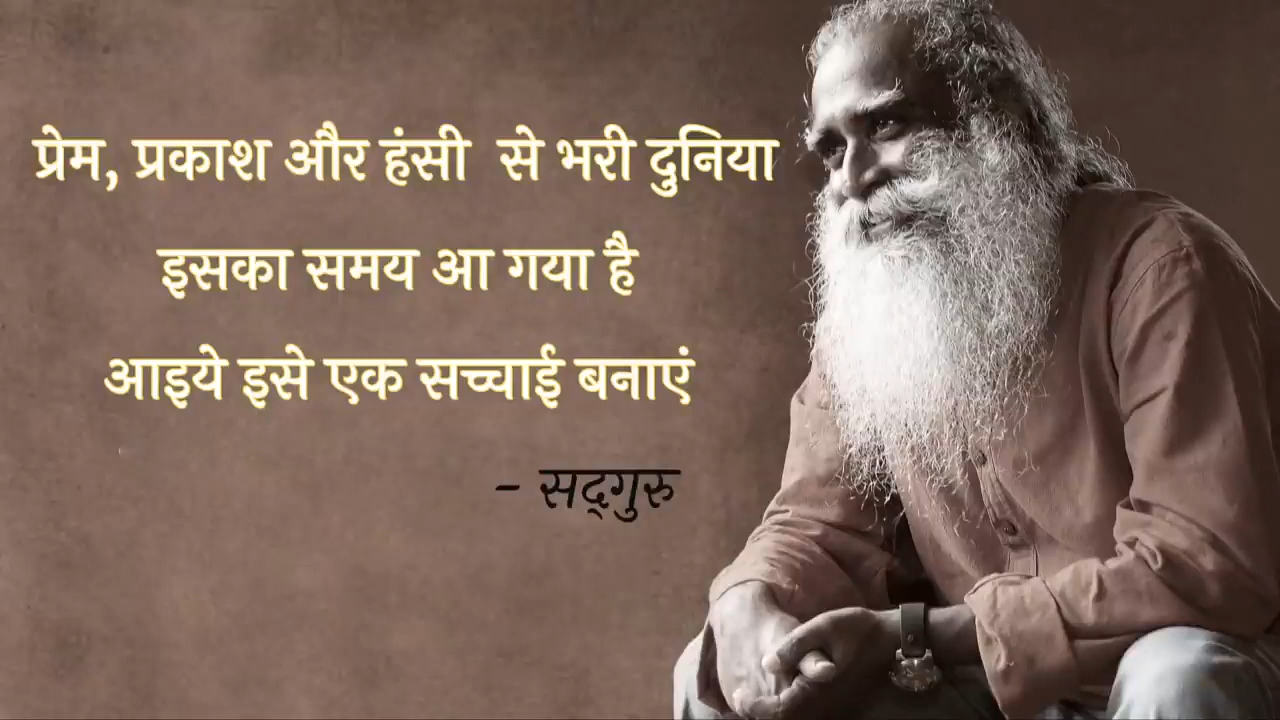 प्रेम, प्रकाश और हंसी से भरी दुनिया
इसका समय आ गया है
आइये इसे एक सच्चाई बनाएं
- सद्गुरु